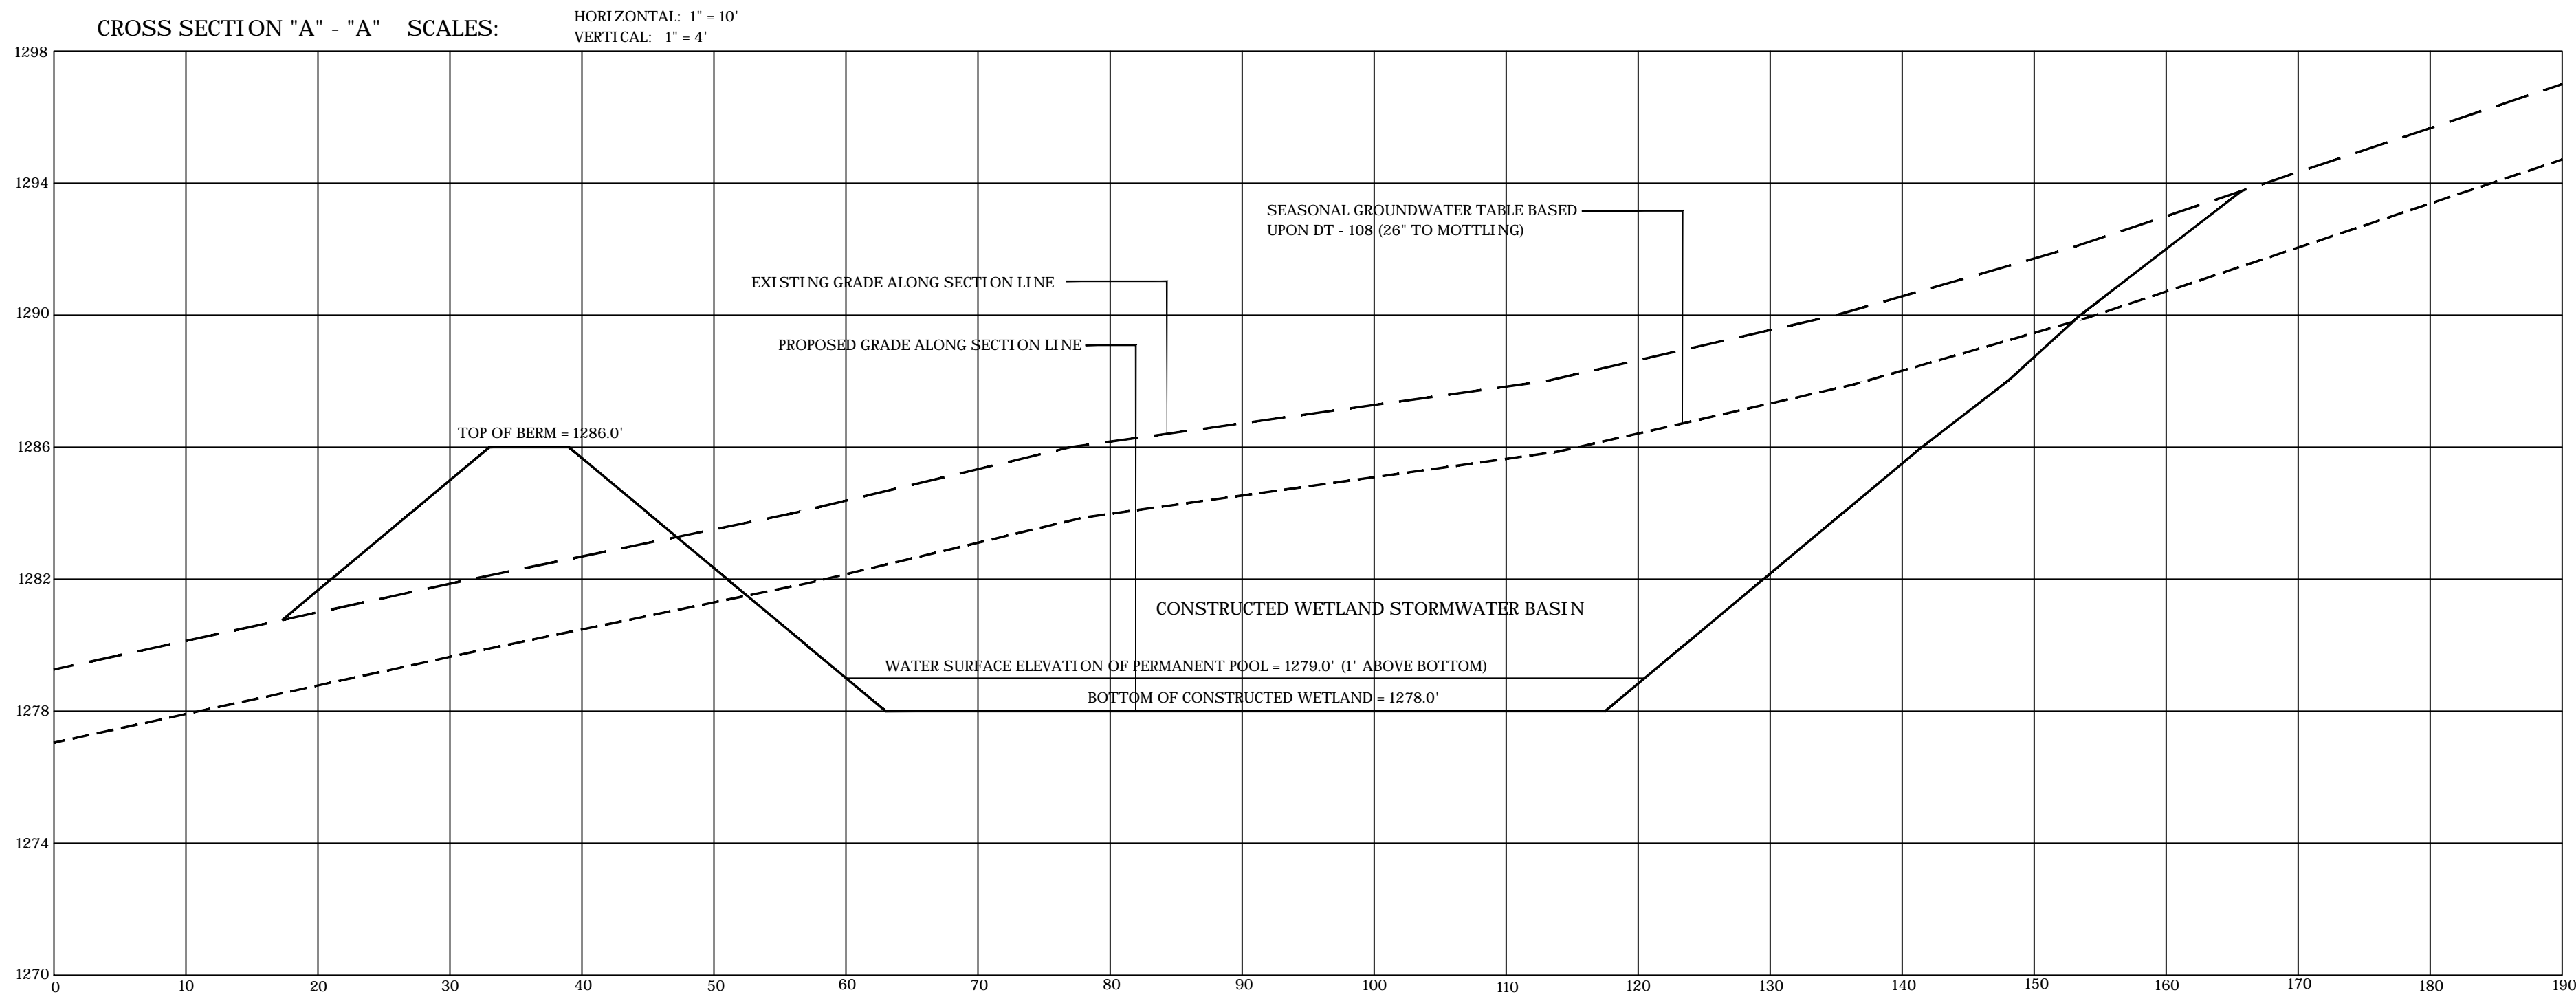 CROSS SECTION "A" - "A" SCALES:
HORIZONTAL: 1" = 10'
VERTICAL: 1" = 4'
1298
1294
SEASONAL GROUNDWATER TABLE BASED
UPON DT - 108 (26" TO MOTTLING)
EXISTING GRADE ALONG SECTION LINE
1290
PROPOSED GRADE ALONG SECTION LINE
TOP OF BERM = 1286.0'
1286
1282
CONSTRUCTED WETLAND STORMWATER BASIN
WATER SURFACE ELEVATION OF PERMANENT POOL = 1279.0' (1' ABOVE BOTTOM)
BOTTOM OF CONSTRUCTED WETLAND = 1278.0'
1278
1274
1270
0 10 20 30 40 50 60 70 80 90 100 110 120 130 140 150 160 170 180 190